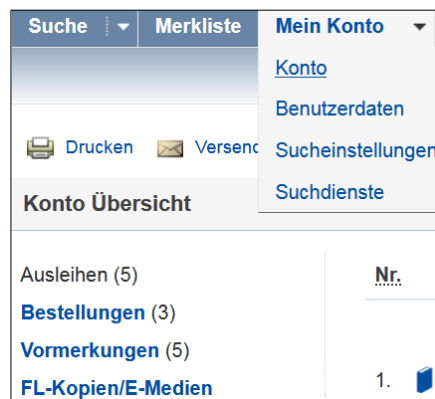 Suche Merkliste Mein Konto
Konto
Benutzerdaten
Drucken Versend Sucheinstellungen
Suchdienste
Konto Übersicht
Ausleihen (5) Nr.
Bestellungen (3)
Vormerkungen (5)
FL-Kopien/E-Medien 1.